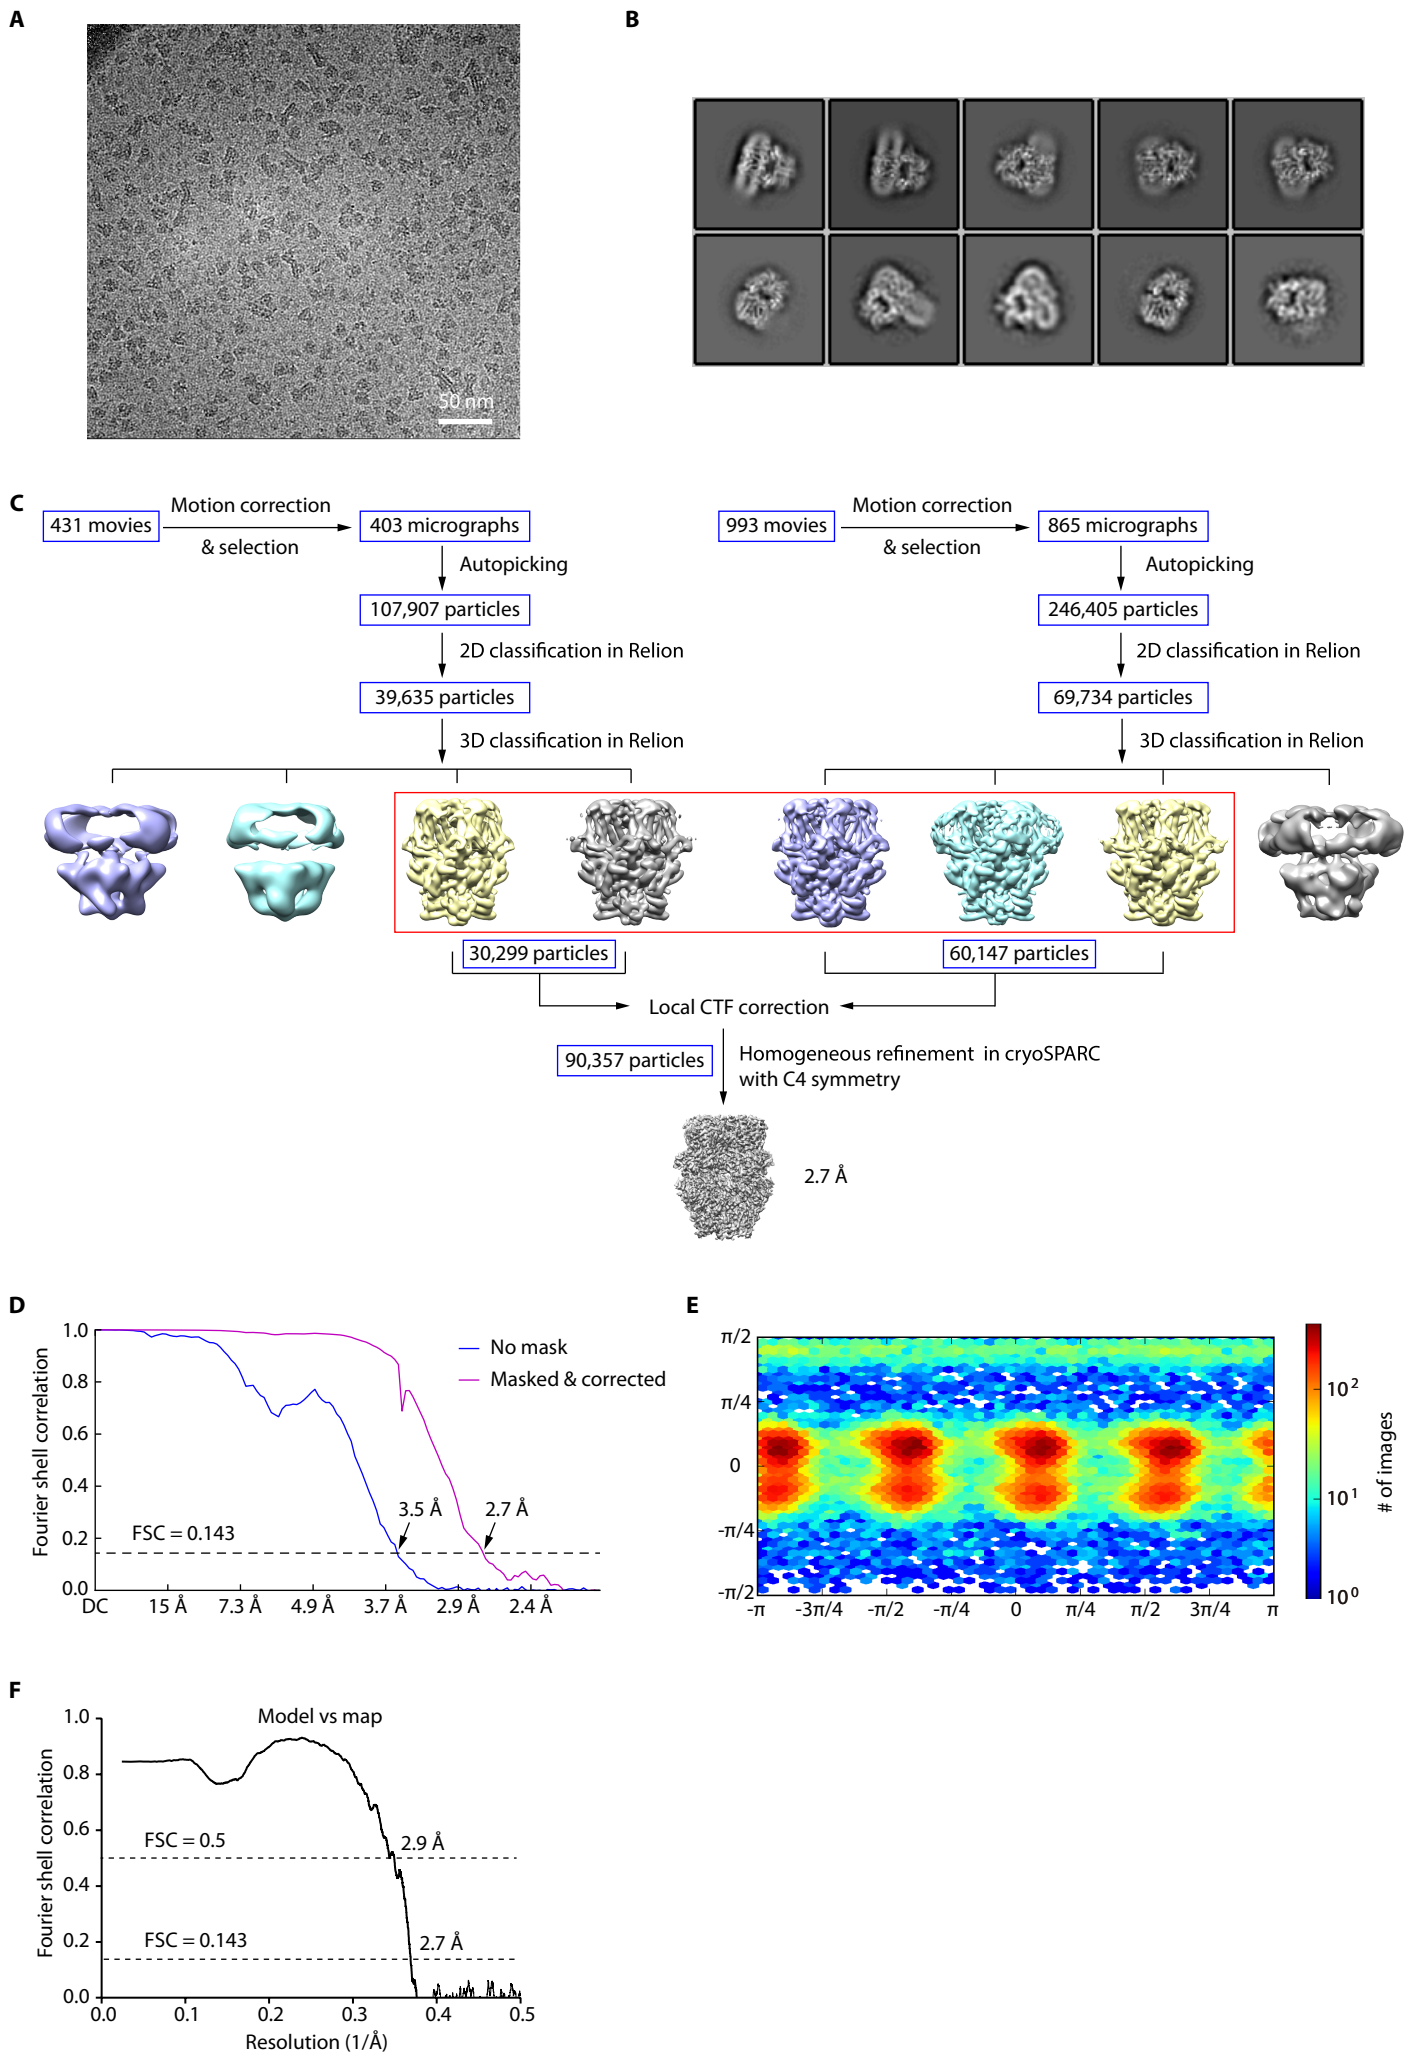 A
B
50 nm
C
431 movies
Motion correction
& selection
403 micrographs
993 movies
Motion correction
& selection
865 micrographs
Autopicking
Autopicking
107,907 particles
246,405 particles
2D classification in Relion
2D classification in Relion
39,635 particles
69,734 particles
3D classification in Relion
3D classification in Relion
30,299 particles
60,147 particles
Local CTF correction
90,357 particles
Homogeneous refinement in cryoSPARC
with C4 symmetry
2.7 Å
D
1.0
0.8
0.6
0.4
0.2
0.0
Fourier shell correlation
No mask
Masked & corrected
3.5 Å
2.7 Å
FSC = 0.143
DC
15 Å
7.3 Å
4.9 Å
3.7 Å
2.9 Å
2.4 Å
E
π/2
π/4
0
-π/4
-π/2
-π
-3π/4
-π/2
-π/4
0
π/4
π/2
3π/4
π
10²
10¹
10⁰
# of images
F
Model vs map
1.0
0.8
0.6
0.4
0.2
0.0
Fourier shell correlation
FSC = 0.5
2.9 Å
FSC = 0.143
2.7 Å
0.0
0.1
0.2
0.3
0.4
0.5
Resolution (1/Å)